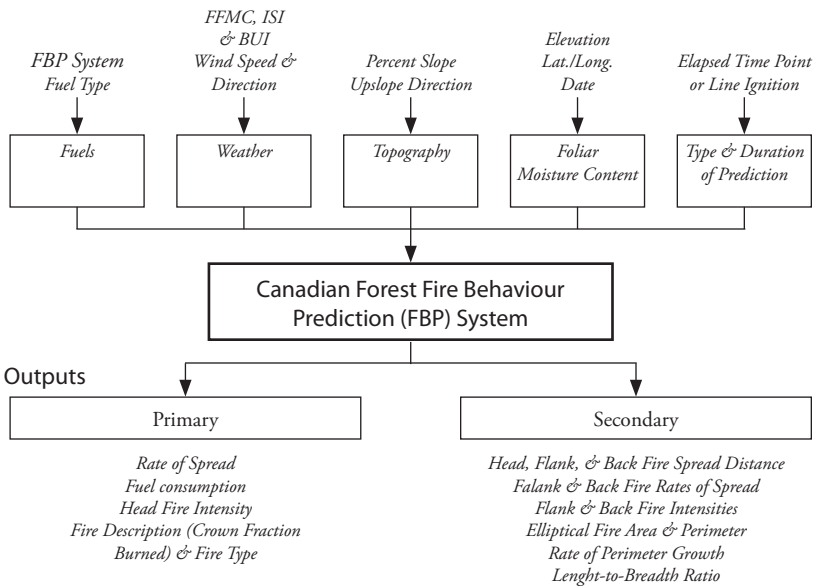 FBP System
Fuel Type
FFMC, ISI
& BUI
Wind Speed &
Direction
Percent Slope
Upslope Direction
Elevation
Lat./Long.
Date
Elapsed Time Point
or Line Ignition
Fuels
Weather
Topography
Foliar
Moisture Content
Type & Duration
of Prediction
Canadian Forest Fire Behaviour
Prediction (FBP) System
Outputs
Primary
Secondary
Rate of Spread
Fuel consumption
Head Fire Intensity
Fire Description (Crown Fraction
Burned) & Fire Type
Head, Flank, & Back Fire Spread Distance
Falank & Back Fire Rates of Spread
Flank & Back Fire Intensities
Elliptical Fire Area & Perimeter
Rate of Perimeter Growth
Lenght-to-Breadth Ratio